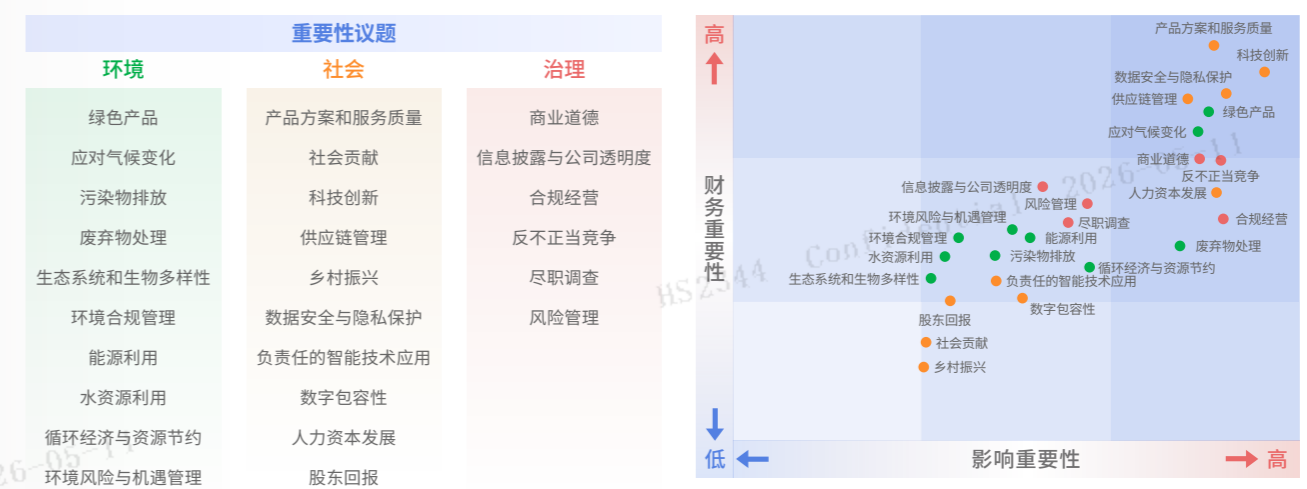 重要性议题
环境
社会
治理
绿色产品
产品方案和服务质量
商业道德
应对气候变化
社会贡献
信息披露与公司透明度
污染物排放
科技创新
合规经营
废弃物处理
供应链管理
反不正当竞争
生态系统和生物多样性
乡村振兴
尽职调查
环境合规管理
数据安全与隐私保护
风险管理
能源利用
负责任的智能技术应用
水资源利用
数字包容性
循环经济与资源节约
人力资本发展
环境风险与机遇管理
股东回报
高
财务重要性
低
影响重要性
高
产品方案和服务质量
科技创新
数据安全与隐私保护
供应链管理
绿色产品
应对气候变化
商业道德
反不正当竞争
信息披露与公司透明度
人力资本发展
风险管理
环境风险与机遇管理
尽职调查
合规经营
环境合规管理
能源利用
废弃物处理
水资源利用
污染物排放
循环经济与资源节约
生态系统和生物多样性
负责任的智能技术应用
数字包容性
股东回报
社会贡献
乡村振兴
HS2344 Confidential 2026-05-11
26-05-11